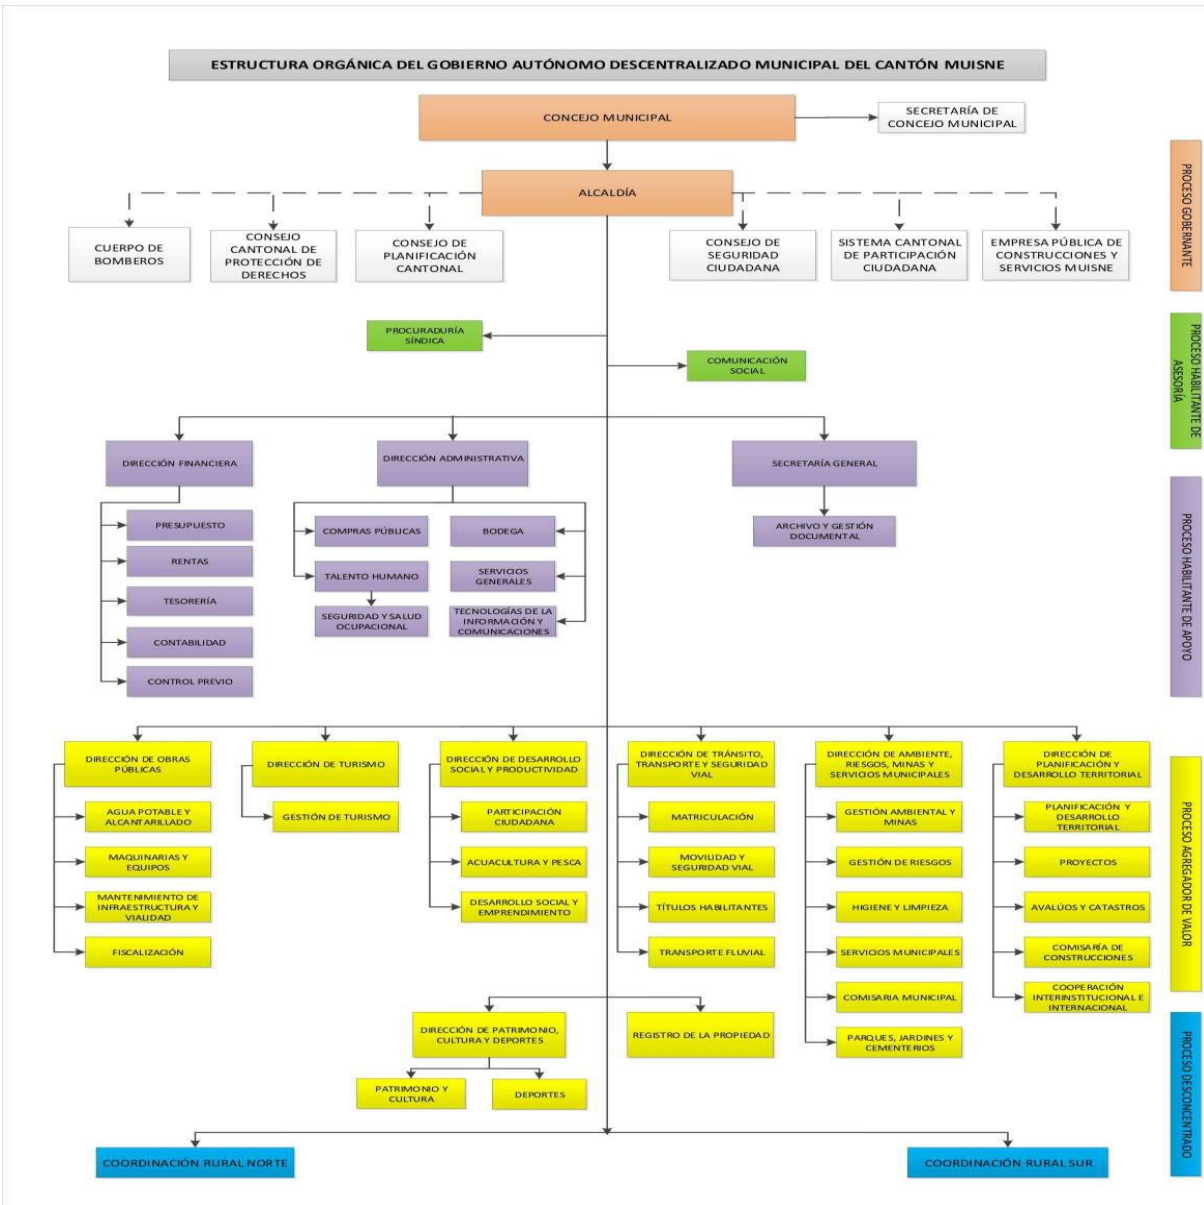 ESTRUCTURA ORGÁNICA DEL GOBIERNO AUTÓNOMO DESCENTRALIZADO MUNICIPAL DEL CANTÓN MUISNE
CONCEJO MUNICIPAL
SECRETARÍA DE
CONCEJO MUNICIPAL
ALCALDÍA
CUERPO DE
BOMBEROS
CONSEJO
CANTONAL DE
PROTECCIÓN DE
DERECHOS
CONSEJO DE
PLANIFICACIÓN
CANTONAL
CONSEJO DE
SEGURIDAD
CIUDADANA
SISTEMA CANTONAL
DE PARTICIPACIÓN
CIUDADANA
EMPRESA PÚBLICA DE
CONSTRUCCIONES Y
SERVICIOS MUISNE
PROCESO GOBERNANTE
PROCURADURÍA
SÍNDICA
COMUNICACIÓN
SOCIAL
PROCESO HABILITANTE DE
ASESORÍA
DIRECCIÓN FINANCIERA
PRESUPUESTO
RENTAS
TESORERÍA
CONTABILIDAD
CONTROL PREVIO
DIRECCIÓN ADMINISTRATIVA
COMPRAS PÚBLICAS
TALENTO HUMANO
SEGURIDAD Y SALUD
OCUPACIONAL
BODEGA
SERVICIOS
GENERALES
TECNOLOGÍAS DE LA
INFORMACIÓN Y
COMUNICACIONES
SECRETARÍA GENERAL
ARCHIVO Y GESTIÓN
DOCUMENTAL
PROCESO HABILITANTE DE APOYO
DIRECCIÓN DE OBRAS
PÚBLICAS
AGUA POTABLE Y
ALCANTARILLADO
MAQUINARIAS Y
EQUIPOS
MANTENIMIENTO DE
INFRAESTRUCTURA Y
VIALIDAD
FISCALIZACIÓN
DIRECCIÓN DE TURISMO
GESTIÓN DE TURISMO
DIRECCIÓN DE DESARROLLO
SOCIAL Y PRODUCTIVIDAD
PARTICIPACIÓN
CIUDADANA
ACUACULTURA Y PESCA
DESARROLLO SOCIAL Y
EMPRENDIMIENTO
DIRECCIÓN DE TRÁNSITO,
TRANSPORTE Y SEGURIDAD
VIAL
MATRICULACIÓN
MOVILIDAD Y
SEGURIDAD VIAL
TÍTULOS HABILITANTES
TRANSPORTE FLUVIAL
DIRECCIÓN DE AMBIENTE,
RIESGOS, MINAS Y
SERVICIOS MUNICIPALES
GESTIÓN AMBIENTAL Y
MINAS
GESTIÓN DE RIESGOS
HIGIENE Y LIMPIEZA
SERVICIOS MUNICIPALES
COMISARIA MUNICIPAL
PARQUES, JARDINES Y
CEMENTERIOS
DIRECCIÓN DE
PLANIFICACIÓN Y
DESARROLLO TERRITORIAL
PLANIFICACIÓN Y
DESARROLLO
TERRITORIAL
PROYECTOS
AVALÚOS Y CATASTROS
COMISARÍA DE
CONSTRUCCIONES
COOPERACIÓN
INTERINSTITUCIONAL E
INTERNACIONAL
PROCESO AGREGADOR DE VALOR
DIRECCIÓN DE PATRIMONIO,
CULTURA Y DEPORTES
PATRIMONIO Y
CULTURA
DEPORTES
REGISTRO DE LA PROPIEDAD
COORDINACIÓN RURAL NORTE
COORDINACIÓN RURAL SUR
PROCESO DESCONCENTRADO